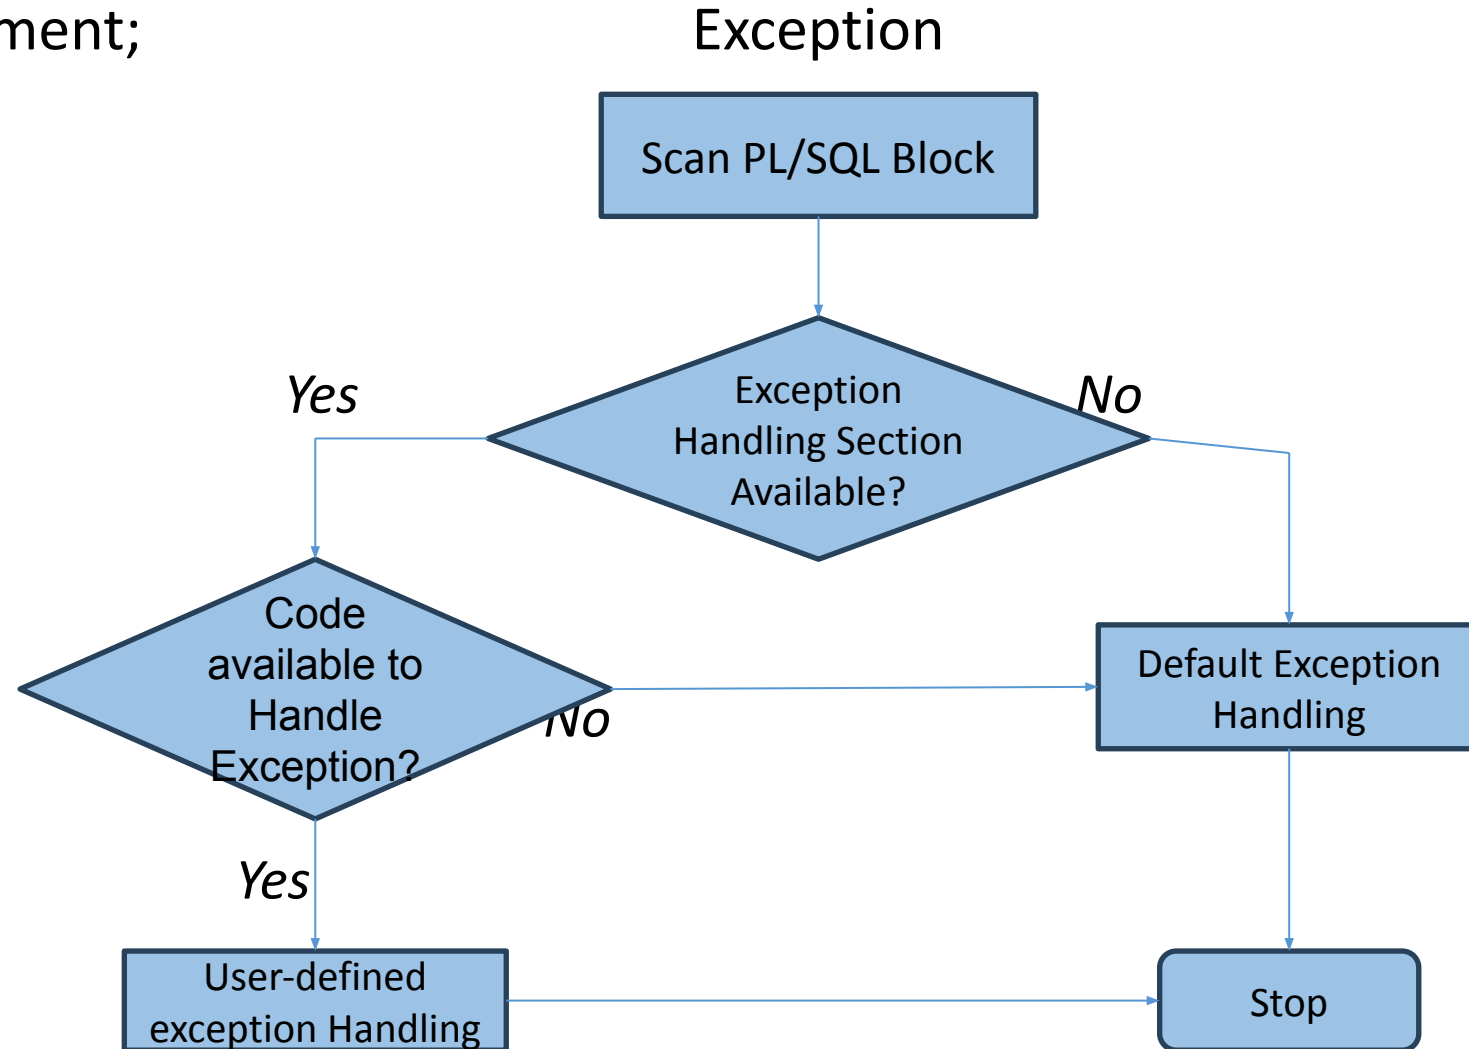 ment;
Exception
Scan PL/SQL Block
Yes
Exception
Handling Section
Available?
No
Code
available to
Handle
Exception?
No
Default Exception
Handling
Yes
User-defined
exception Handling
Stop